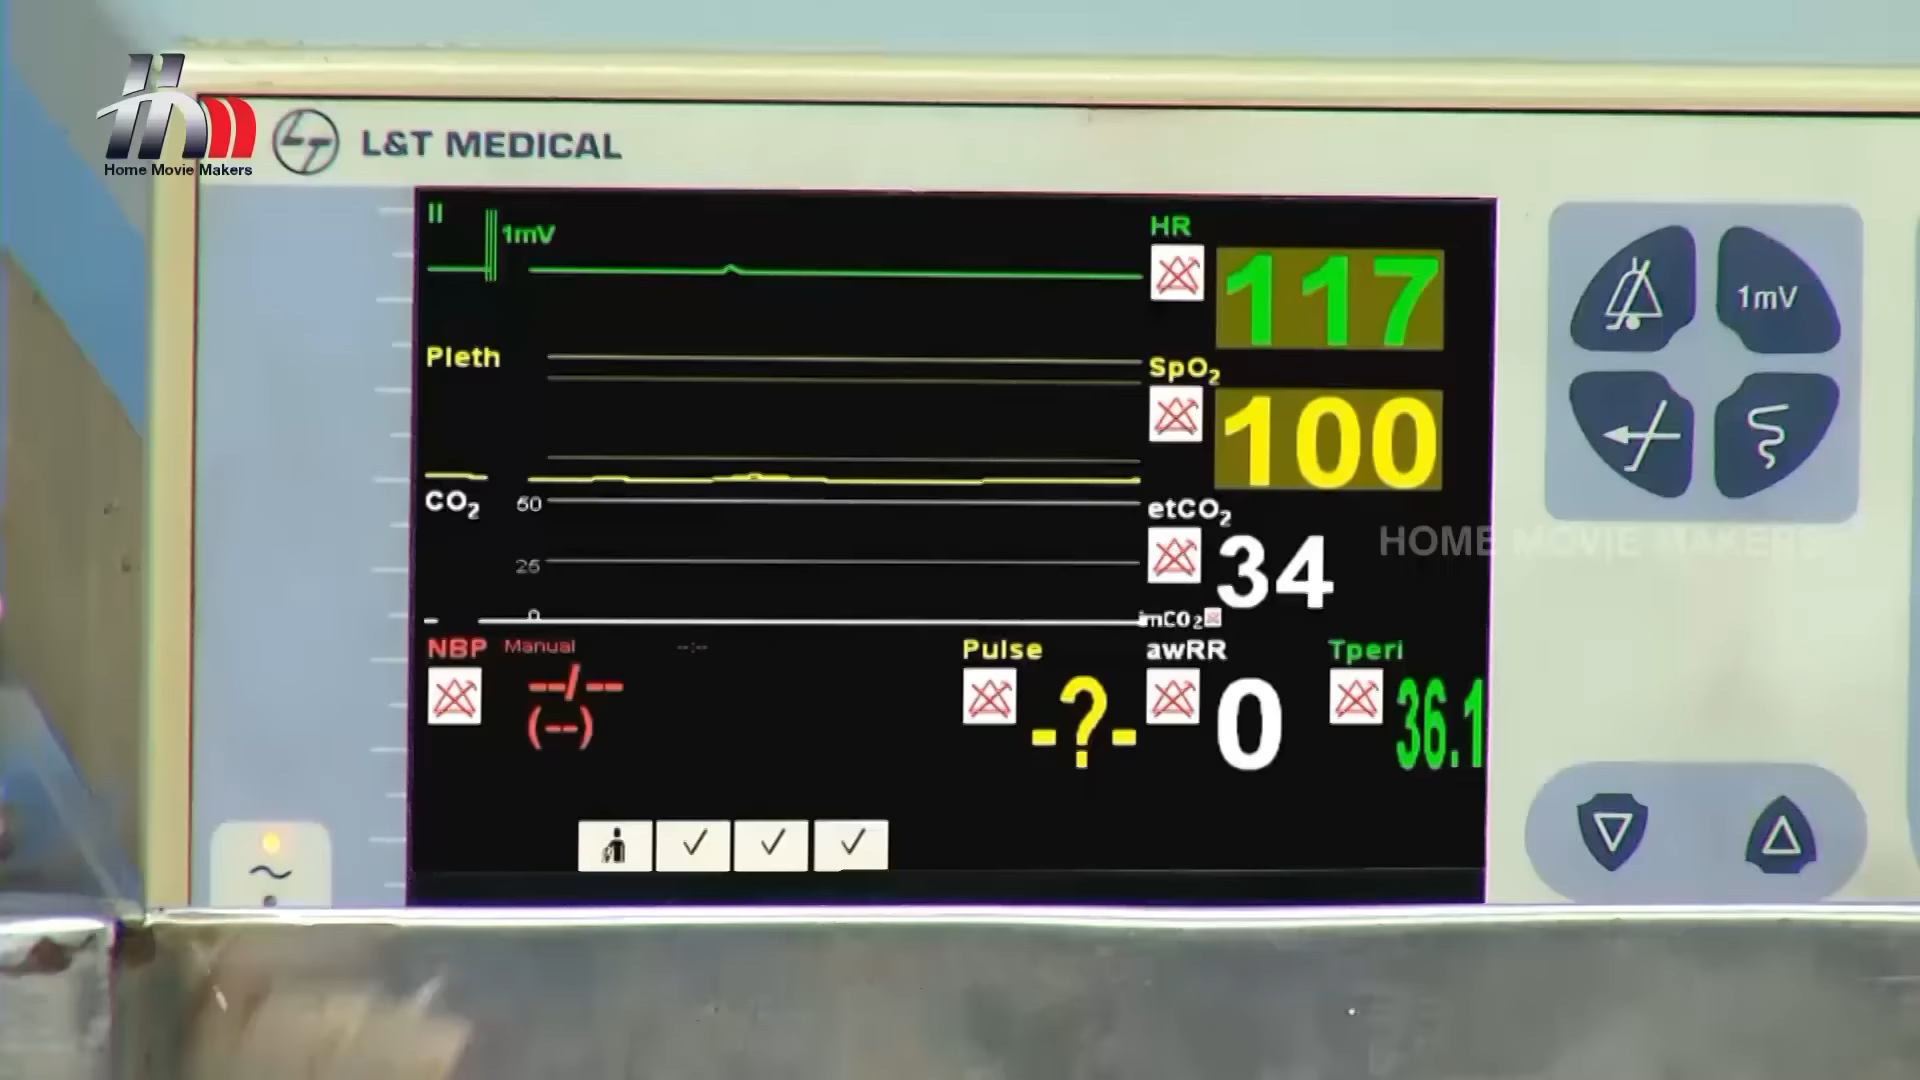 Home Movie Makers
LT L&T MEDICAL
II
1mV
HR
117
1mV
Pleth
SpO₂
100
CO₂
50
25
0
etCO₂
34
HOME MOVIE MAKERS
imCO₂
NBP Manual --:--
--/--
(--)
Pulse
-?-
awRR
0
Tperi
36.1